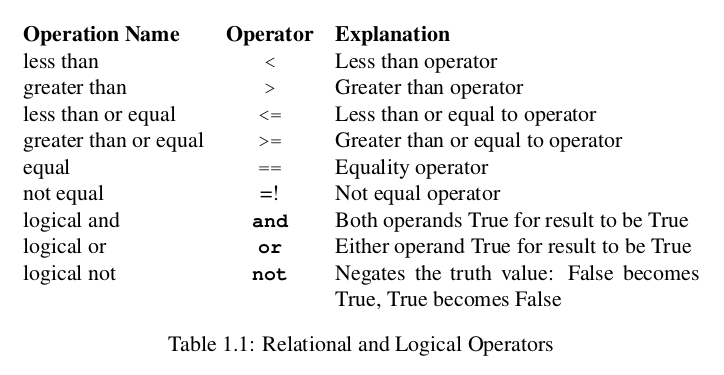 Operation Name Operator Explanation
less than < Less than operator
greater than > Greater than operator
less than or equal <= Less than or equal to operator
greater than or equal >= Greater than or equal to operator
equal == Equality operator
not equal =! Not equal operator
logical and and Both operands True for result to be True
logical or or Either operand True for result to be True
logical not not Negates the truth value: False becomes
True, True becomes False
Table 1.1: Relational and Logical Operators